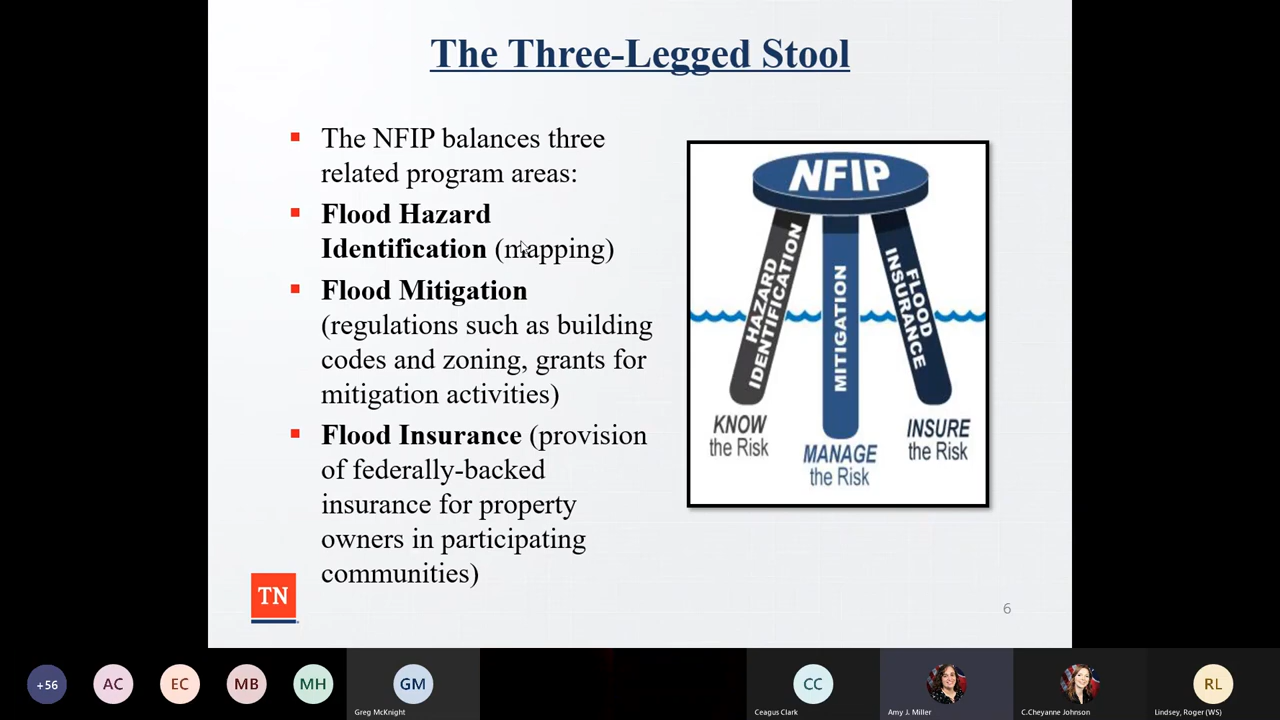 The Three-Legged Stool
The NFIP balances three
related program areas:
Flood Hazard
Identification (mapping)
Flood Mitigation
(regulations such as building
codes and zoning, grants for
mitigation activities)
Flood Insurance (provision
of federally-backed
insurance for property
owners in participating
communities)
NFIP
HAZARD
IDENTIFICATION
MITIGATION
FLOOD
INSURANCE
KNOW
the Risk
MANAGE
the Risk
INSURE
the Risk
TN
6
+56
AC
EC
MB
MH
GM
Greg McKnight
CC
Ceagus Clark
Amy J. Miller
C.Cheyanne Johnson
RL
Lindsey, Roger (WS)